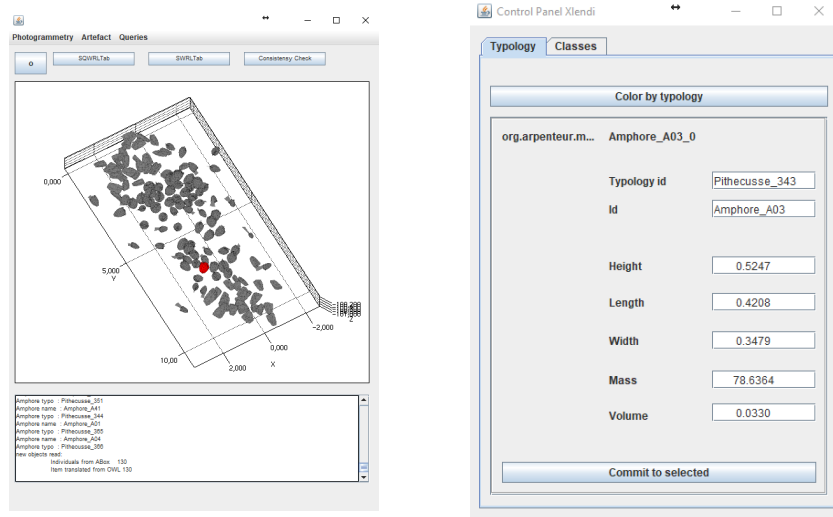 Photogrammetry Artefact Queries
o SQWRLTab SWRLTab Consistency Check
0,000
5,000
Y
10,00
2,000
X
0,000
-2,000
Z
Amphore typo : Pithecusse_351
Amphore name : Amphore_A41
Amphore typo : Pithecusse_344
Amphore name : Amphore_A01
Amphore typo : Pithecusse_365
Amphore name : Amphore_A04
Amphore typo : Pithecusse_366
new objects read:
Individuals from ABox 130
Item translated from OWL 130
Control Panel Xlendi
Typology Classes
Color by typology
org.arpenteur.m... Amphore_A03_0
Typology id Pithecusse_343
Id Amphore_A03
Height 0.5247
Length 0.4208
Width 0.3479
Mass 78.6364
Volume 0.0330
Commit to selected